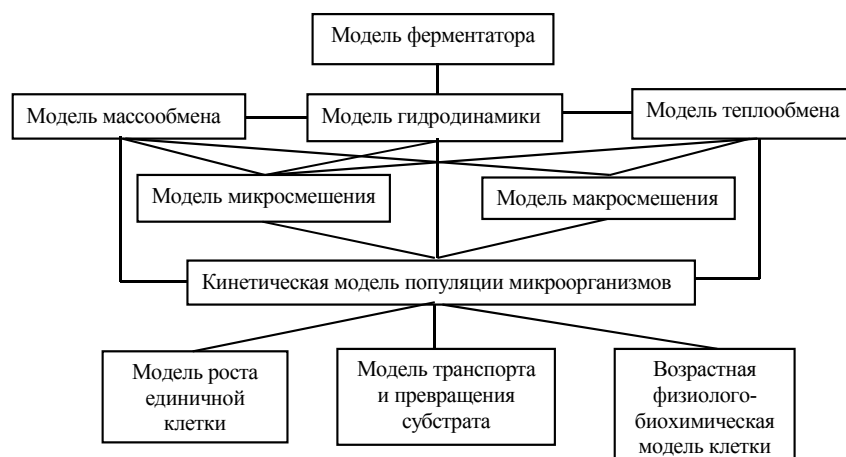 Модель ферментатора
Модель массообмена
Модель гидродинамики
Модель теплообмена
Модель микросмешения
Модель макросмешения
Кинетическая модель популяции микроорганизмов
Модель роста
единичной
клетки
Модель транспорта
и превращения
субстрата
Возрастная
физиолого-
биохимическая
модель клетки